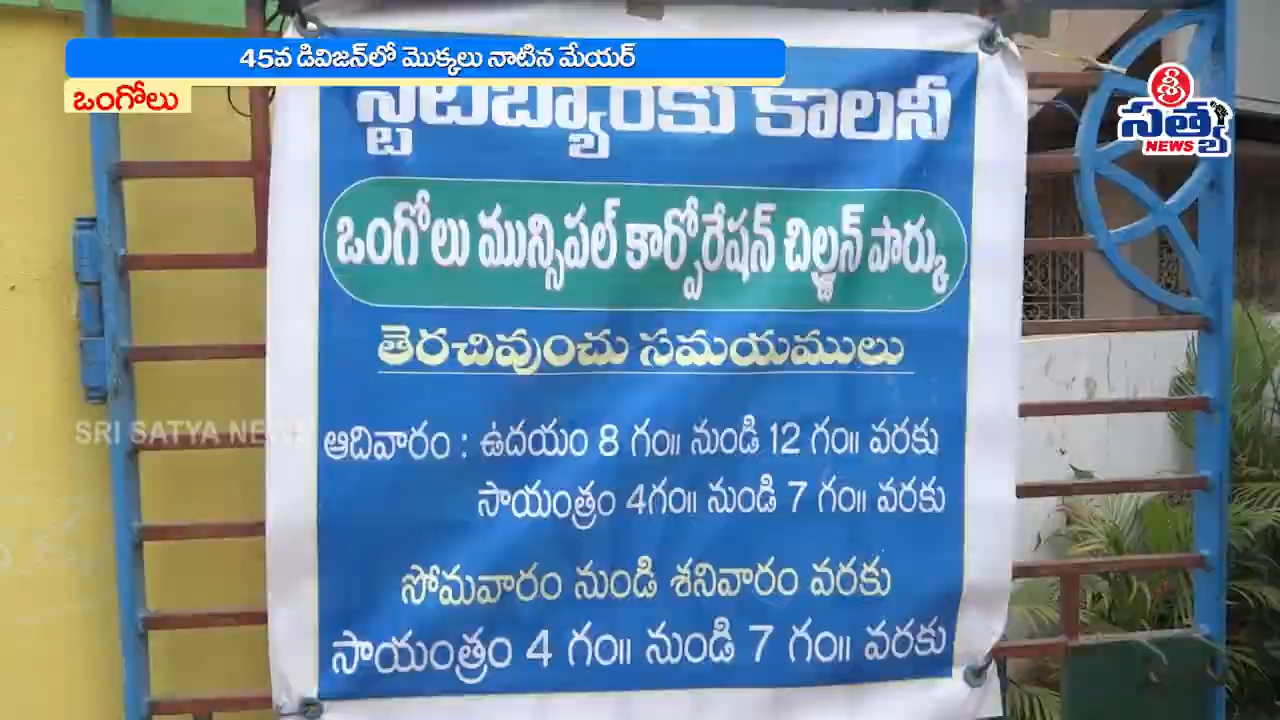 45వ డివిజన్‌లో మొక్కలు నాటిన మేయర్
ఒంగోలు
శ్రీ
సత్య
NEWS
స్టేట్‌బ్యాంకు కాలనీ
ఒంగోలు మున్సిపల్ కార్పోరేషన్ చిల్డ్రన్ పార్కు
తెరచివుంచు సమయములు
ఆదివారం : ఉదయం 8 గం॥ నుండి 12 గం॥ వరకు
సాయంత్రం 4గం॥ నుండి 7 గం॥ వరకు
సోమవారం నుండి శనివారం వరకు
సాయంత్రం 4 గం॥ నుండి 7 గం॥ వరకు
SRI SATYA NEWS